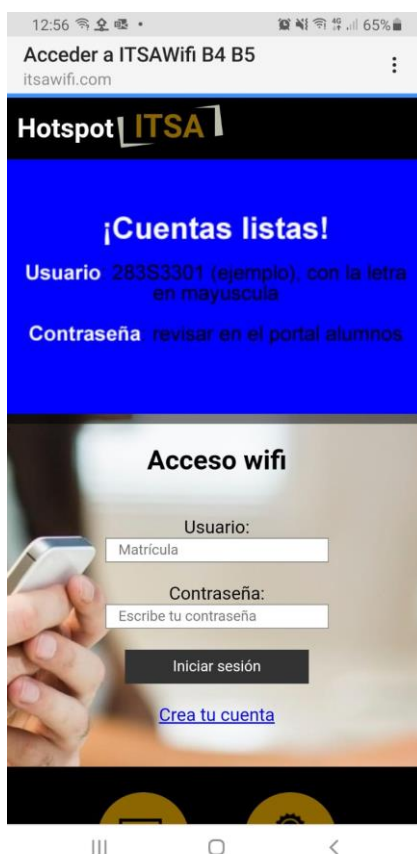 12:56 65%
Acceder a ITSAWifi B4 B5
itsawifi.com
Hotspot ITSA
¡Cuentas listas!
Usuario: 283S3301 (ejemplo), con la letra
en mayuscula
Contraseña: revisar en el portal alumnos
Acceso wifi
Usuario:
Matrícula
Contraseña:
Escribe tu contraseña
Iniciar sesión
Crea tu cuenta